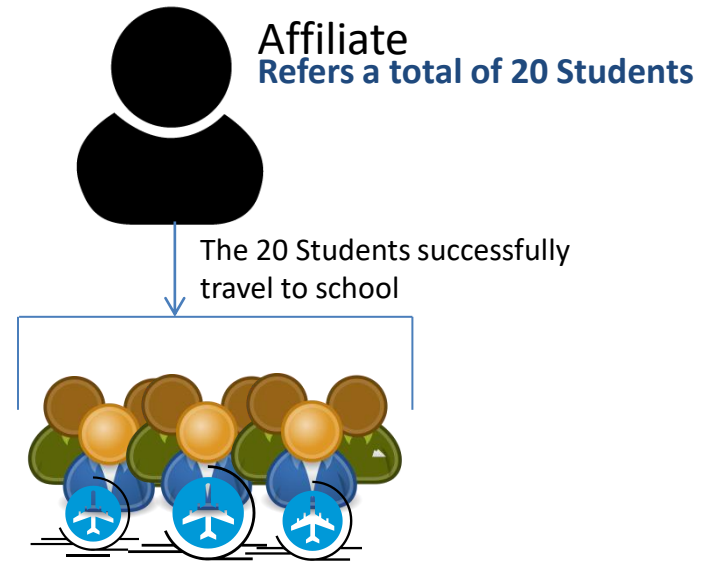 Affiliate
Refers a total of 20 Students
The 20 Students successfully
travel to school